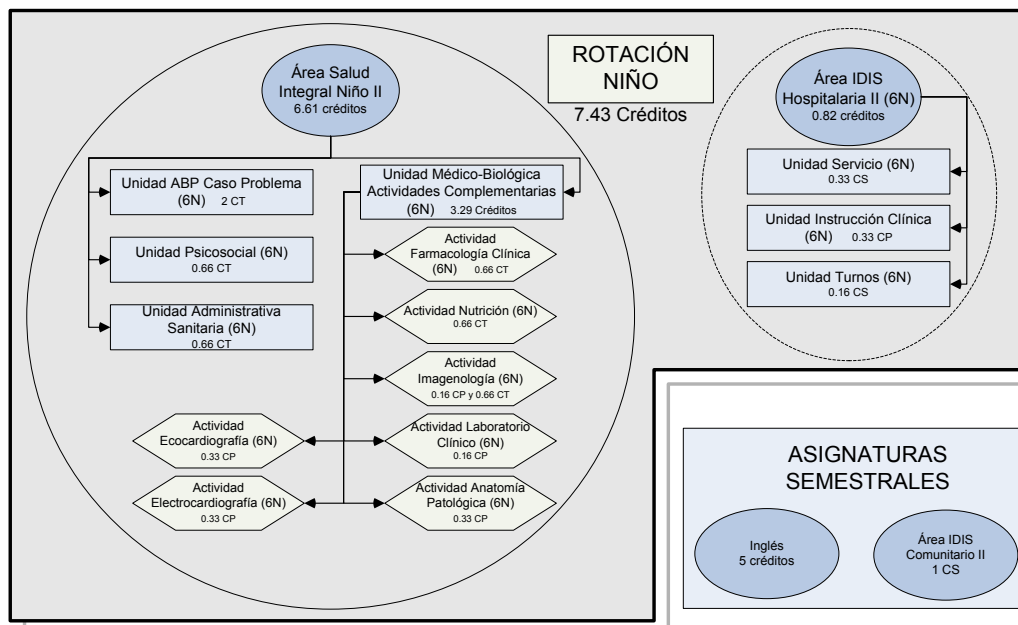 Área Salud
Integral Niño II
6.61 créditos
ROTACIÓN
NIÑO
7.43 Créditos
Área IDIS
Hospitalaria II (6N)
0.82 créditos
Unidad ABP Caso Problema
(6N) 2 CT
Unidad Psicosocial (6N)
0.66 CT
Unidad Administrativa
Sanitaria (6N)
0.66 CT
Unidad Médico-Biológica
Actividades Complementarias
(6N) 3.29 Créditos
Actividad
Farmacología Clínica
(6N) 0.66 CT
Actividad Nutrición (6N)
0.66 CT
Actividad
Imagenología (6N)
0.16 CP y 0.66 CT
Actividad
Ecocardiografía (6N)
0.33 CP
Actividad Laboratorio
Clínico (6N)
0.16 CP
Actividad
Electrocardiografía (6N)
0.33 CP
Actividad Anatomía
Patológica (6N)
0.33 CP
Unidad Servicio (6N)
0.33 CS
Unidad Instrucción Clínica
(6N) 0.33 CP
Unidad Turnos (6N)
0.16 CS
ASIGNATURAS
SEMESTRALES
Inglés
5 créditos
Área IDIS
Comunitario II
1 CS